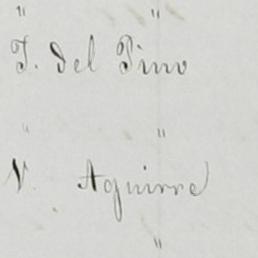 " "
T. del Pino
" "
V. Aguirre
"